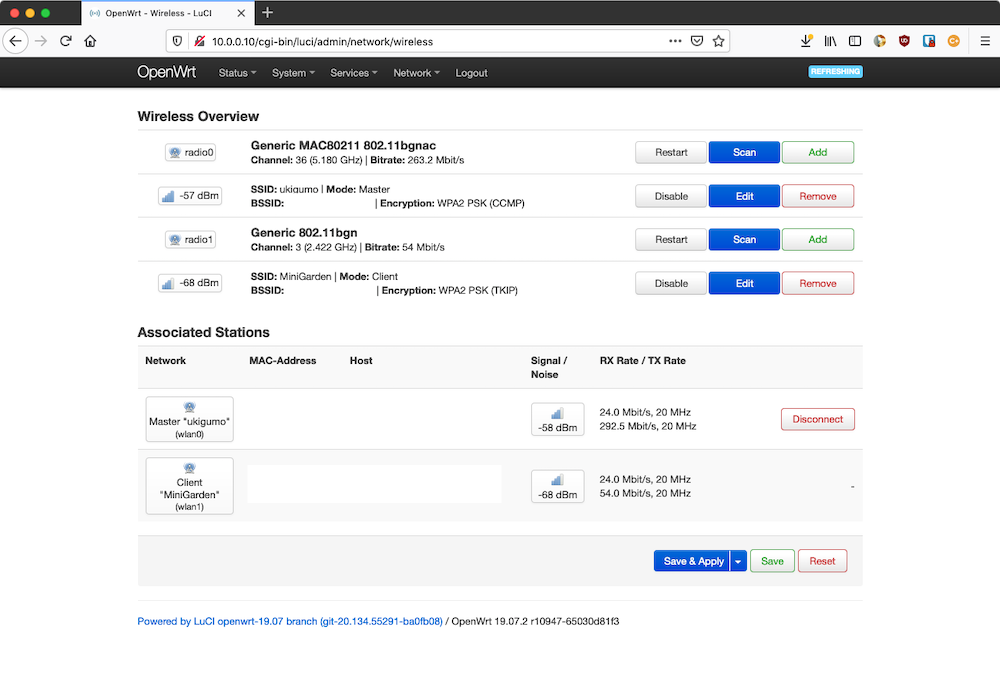 OpenWrt - Wireless - LuCI
10.0.0.10/cgi-bin/luci/admin/network/wireless
OpenWrt Status System Services Network Logout REFRESHING
Wireless Overview
radio0
Generic MAC80211 802.11bgnac
Channel: 36 (5.180 GHz) | Bitrate: 263.2 Mbit/s
Restart Scan Add
-57 dBm
SSID: ukigumo | Mode: Master
BSSID: | Encryption: WPA2 PSK (CCMP)
Disable Edit Remove
radio1
Generic 802.11bgn
Channel: 3 (2.422 GHz) | Bitrate: 54 Mbit/s
Restart Scan Add
-68 dBm
SSID: MiniGarden | Mode: Client
BSSID: | Encryption: WPA2 PSK (TKIP)
Disable Edit Remove
Associated Stations
Network MAC-Address Host Signal / Noise RX Rate / TX Rate
Master "ukigumo"
(wlan0)
-58 dBm
24.0 Mbit/s, 20 MHz
292.5 Mbit/s, 20 MHz
Disconnect
Client
"MiniGarden"
(wlan1)
-68 dBm
24.0 Mbit/s, 20 MHz
54.0 Mbit/s, 20 MHz
-
Save & Apply Save Reset
Powered by LuCI openwrt-19.07 branch (git-20.134.55291-ba0fb08) / OpenWrt 19.07.2 r10947-65030d81f3